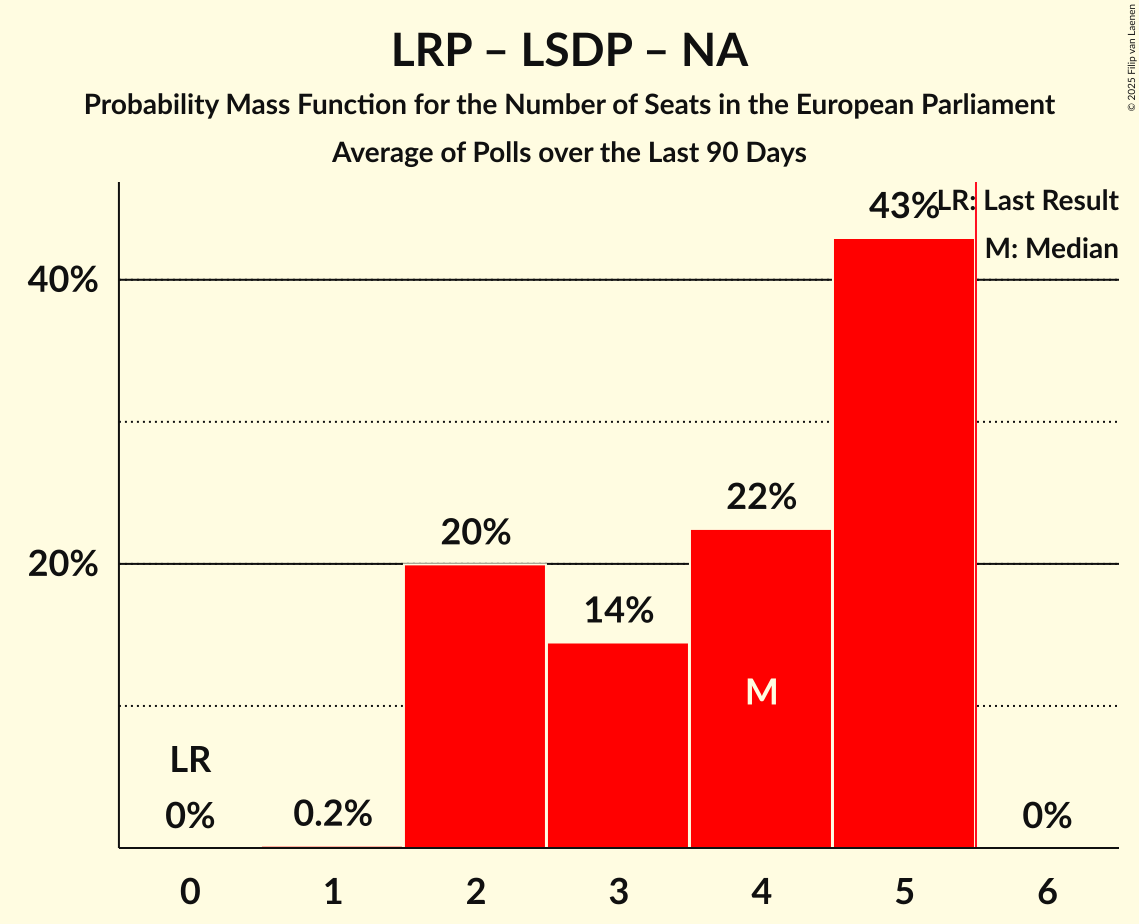 LRP – LSDP – NA
Probability Mass Function for the Number of Seats in the European Parliament
Average of Polls over the Last 90 Days
© 2025 Filip van Laenen
LR: Last Result
M: Median
43%
40%
22%
20%
20%
14%
M
LR
0%
0.2%
0%
0 1 2 3 4 5 6